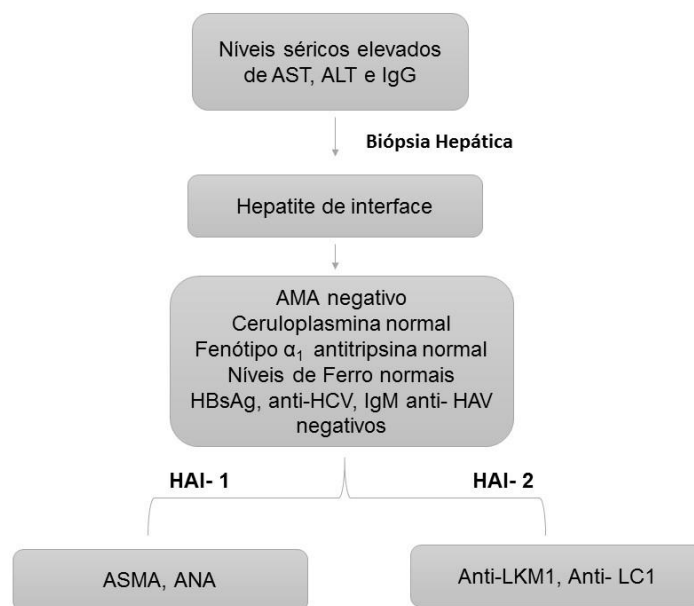 Níveis séricos elevados
de AST, ALT e IgG
Biópsia Hepática
Hepatite de interface
AMA negativo
Ceruloplasmina normal
Fenótipo α₁ antitripsina normal
Níveis de Ferro normais
HBsAg, anti-HCV, IgM anti- HAV
negativos
HAI- 1
HAI- 2
ASMA, ANA
Anti-LKM1, Anti- LC1